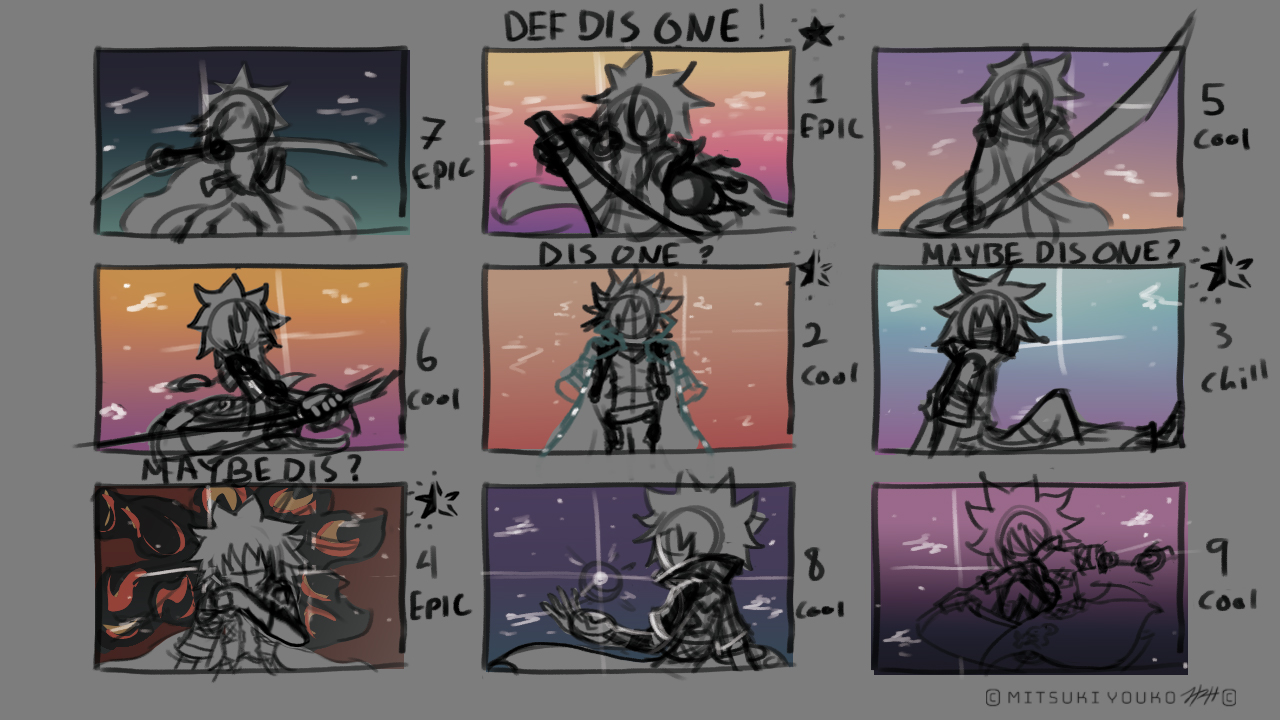 DEF DIS ONE!
7
EPIC
1
EPIC
5
COOL
DIS ONE?
MAYBE DIS ONE?
6
COOL
2
COOL
3
Chill
MAYBE DIS?
4
EPIC
8
COOL
9
COOL
© MITSUKI YOUKO ©